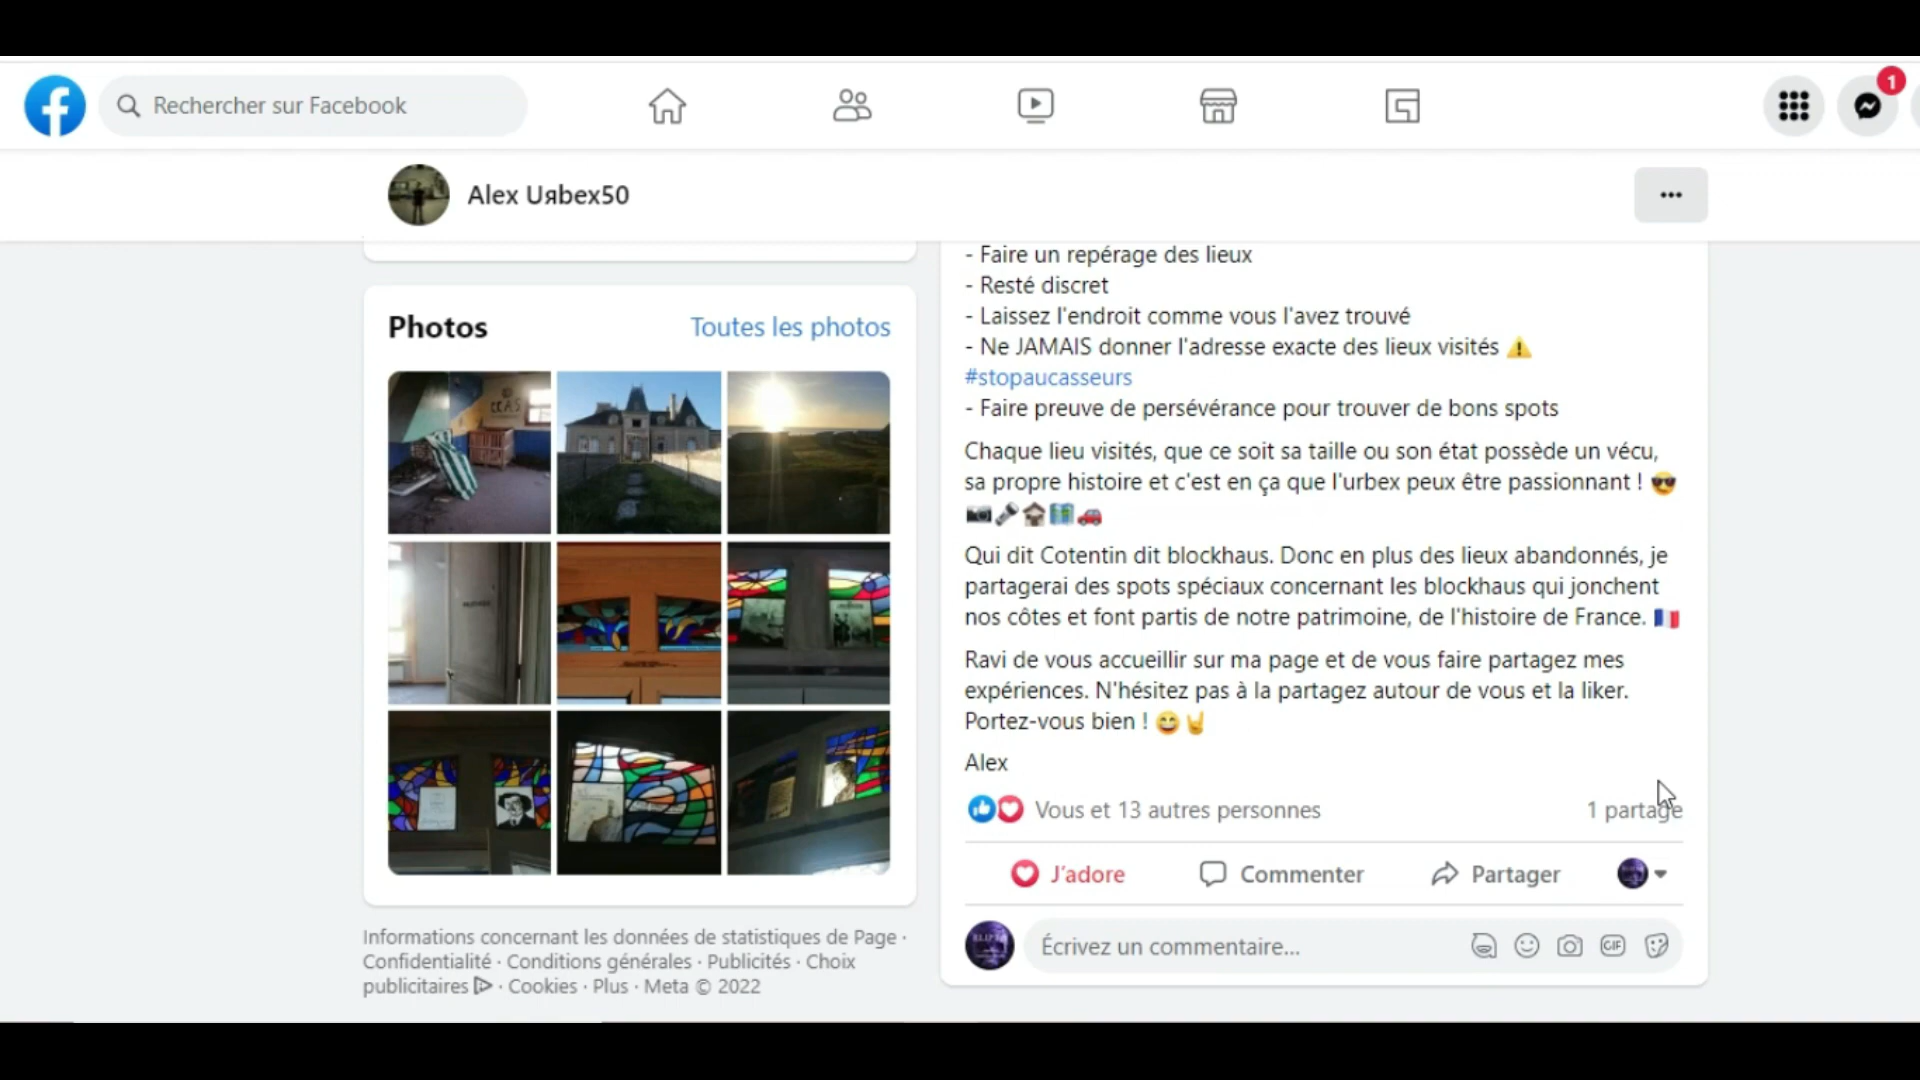 Rechercher sur Facebook
1
Alex Uяbex50
Photos
Toutes les photos
CCAS
- Faire un repérage des lieux
- Resté discret
- Laissez l'endroit comme vous l'avez trouvé
- Ne JAMAIS donner l'adresse exacte des lieux visités ⚠️
#stopaucasseurs
- Faire preuve de persévérance pour trouver de bons spots
Chaque lieu visités, que ce soit sa taille ou son état possède un vécu,
sa propre histoire et c'est en ça que l'urbex peux être passionnant ! 😎
📷🎤🏚️🗺️🚗
Qui dit Cotentin dit blockhaus. Donc en plus des lieux abandonnés, je
partagerai des spots spéciaux concernant les blockhaus qui jonchent
nos côtes et font partis de notre patrimoine, de l'histoire de France. 🇫🇷
Ravi de vous accueillir sur ma page et de vous faire partagez mes
expériences. N'hésitez pas à la partagez autour de vous et la liker.
Portez-vous bien ! 😄🤘
Alex
Vous et 13 autres personnes
1 partage
J'adore
Commenter
Partager
Écrivez un commentaire...
GIF
Informations concernant les données de statistiques de Page ·
Confidentialité · Conditions générales · Publicités · Choix
publicitaires · Cookies · Plus · Meta © 2022